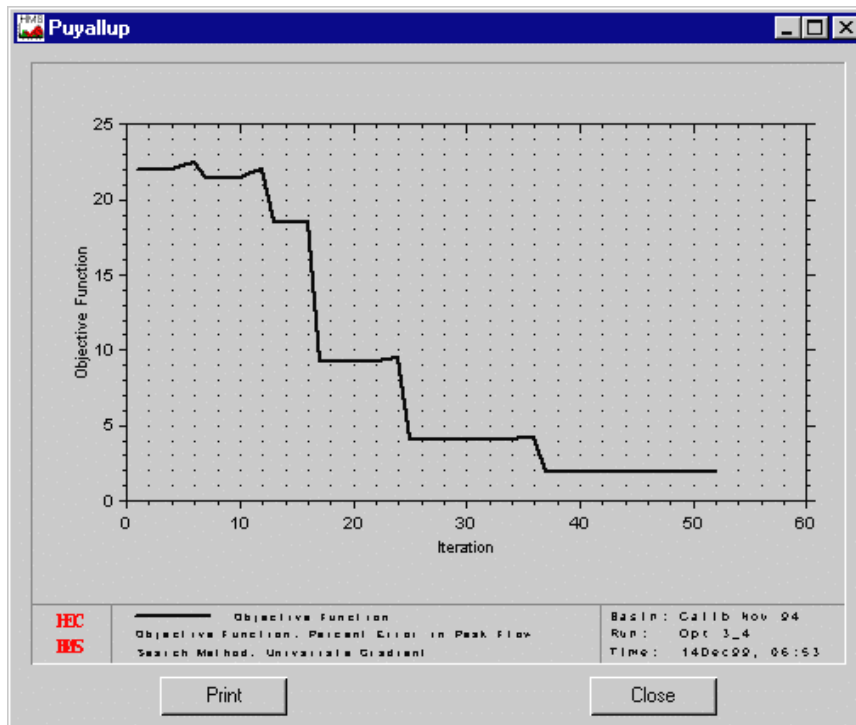 HMS Puyallup
25
20
15
10
5
0
Objective Function
0 10 20 30 40 50 60
Iteration
HEC
HMS
Objective Function
Objective Function. Percent Error in Peak Flow
Search Method. Univariate Gradient
Basin: Calib Nov 94
Run: Opt 3_4
Time: 14Dec99, 06:53
Print Close